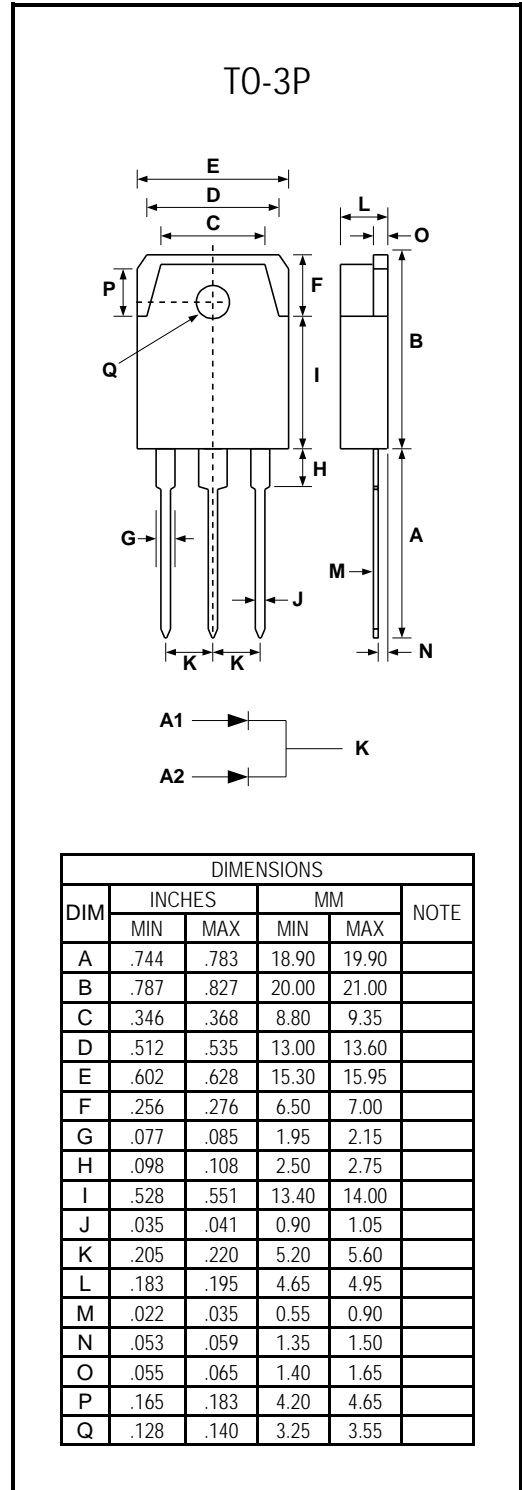 TO-3P
E
D
C
L
O
P
F
B
Q
I
H
G
A
M
J
N
K K
A1
K
A2
DIMENSIONS
DIM INCHES MM NOTE
MIN MAX MIN MAX
A .744 .783 18.90 19.90
B .787 .827 20.00 21.00
C .346 .368 8.80 9.35
D .512 .535 13.00 13.60
E .602 .628 15.30 15.95
F .256 .276 6.50 7.00
G .077 .085 1.95 2.15
H .098 .108 2.50 2.75
I .528 .551 13.40 14.00
J .035 .041 0.90 1.05
K .205 .220 5.20 5.60
L .183 .195 4.65 4.95
M .022 .035 0.55 0.90
N .053 .059 1.35 1.50
O .055 .065 1.40 1.65
P .165 .183 4.20 4.65
Q .128 .140 3.25 3.55